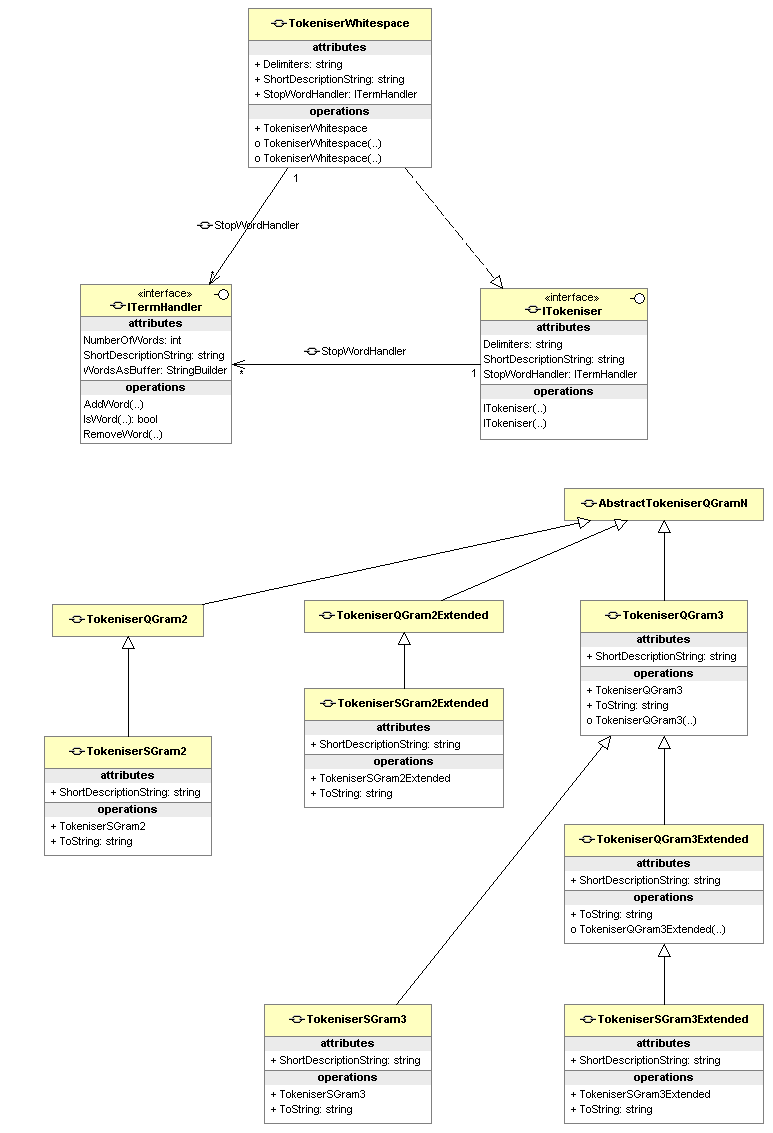 TokeniserWhitespace
attributes
+ Delimiters: string
+ ShortDescriptionString: string
+ StopWordHandler: ITermHandler
operations
+ TokeniserWhitespace
o TokeniserWhitespace(..)
o TokeniserWhitespace(..)
1
StopWordHandler
*
«interface»
ITermHandler
attributes
NumberOfWords: int
ShortDescriptionString: string
WordsAsBuffer: StringBuilder
operations
AddWord(..)
IsWord(..): bool
RemoveWord(..)
StopWordHandler
*
1
«interface»
ITokeniser
attributes
Delimiters: string
ShortDescriptionString: string
StopWordHandler: ITermHandler
operations
ITokeniser(..)
ITokeniser(..)
AbstractTokeniserQGramN
TokeniserQGram2
TokeniserQGram2Extended
TokeniserQGram3
attributes
+ ShortDescriptionString: string
operations
+ TokeniserQGram3
+ ToString: string
o TokeniserQGram3(..)
TokeniserSGram2Extended
attributes
+ ShortDescriptionString: string
operations
+ TokeniserSGram2Extended
+ ToString: string
TokeniserSGram2
attributes
+ ShortDescriptionString: string
operations
+ TokeniserSGram2
+ ToString: string
TokeniserQGram3Extended
attributes
+ ShortDescriptionString: string
operations
+ ToString: string
o TokeniserQGram3Extended(..)
TokeniserSGram3
attributes
+ ShortDescriptionString: string
operations
+ TokeniserSGram3
+ ToString: string
TokeniserSGram3Extended
attributes
+ ShortDescriptionString: string
operations
+ TokeniserSGram3Extended
+ ToString: string